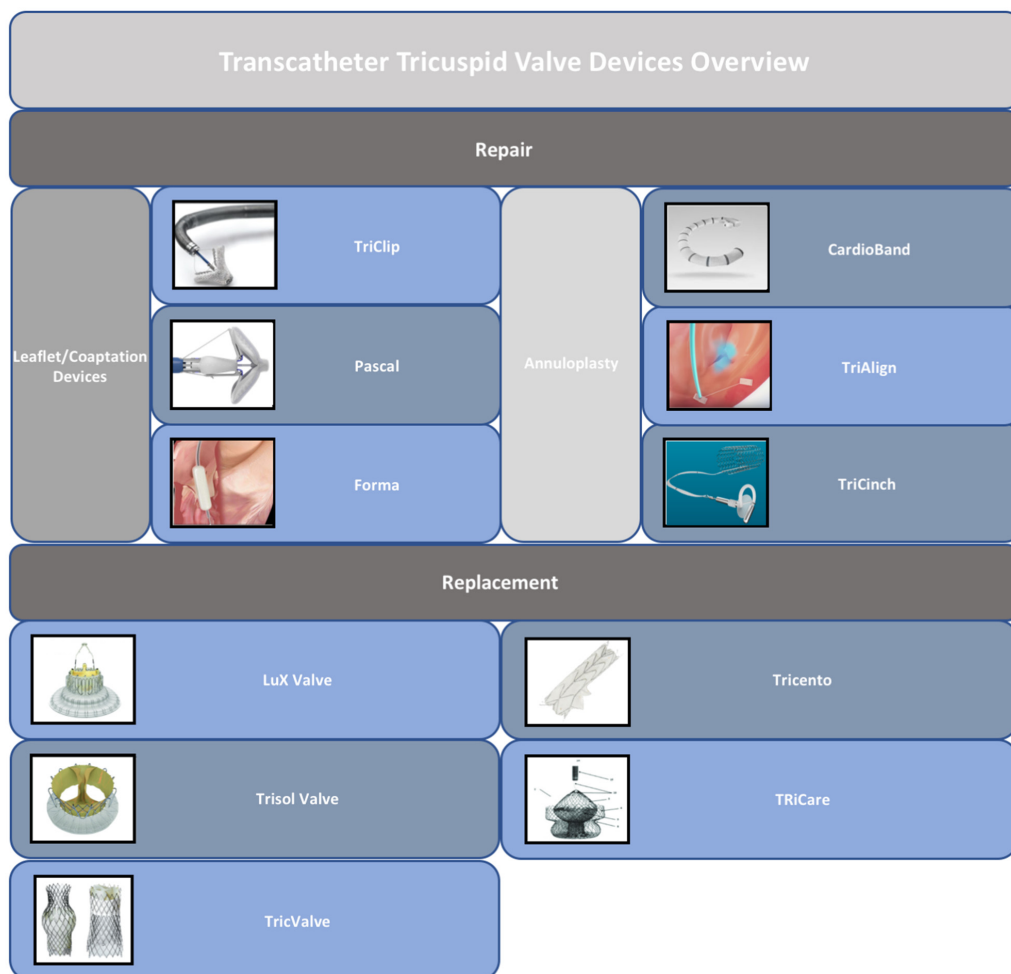 Transcatheter Tricuspid Valve Devices Overview
Repair
Leaflet/Coaptation
Devices
TriClip
Pascal
Forma
Annuloplasty
CardioBand
TriAlign
TriCinch
Replacement
LuX Valve
Tricento
Trisol Valve
TRiCare
TricValve